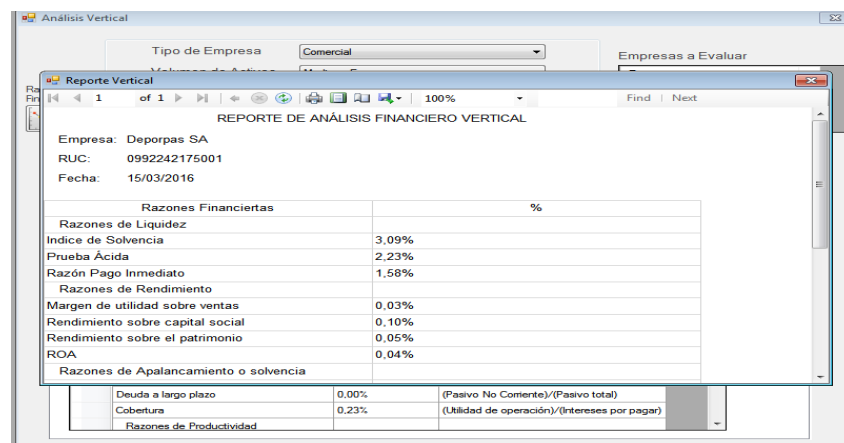 Análisis Vertical
Tipo de Empresa Comercial
Empresas a Evaluar
Reporte Vertical
1 of 1 100% Find | Next
REPORTE DE ANÁLISIS FINANCIERO VERTICAL
Empresa: Deporpas SA
RUC: 0992242175001
Fecha: 15/03/2016
Razones Financiertas %
Razones de Liquidez
Indice de Solvencia 3,09%
Prueba Ácida 2,23%
Razón Pago Inmediato 1,58%
Razones de Rendimiento
Margen de utilidad sobre ventas 0,03%
Rendimiento sobre capital social 0,10%
Rendimiento sobre el patrimonio 0,05%
ROA 0,04%
Razones de Apalancamiento o solvencia
Deuda a largo plazo 0,00% (Pasivo No Corriente)/(Pasivo total)
Cobertura 0,23% (Utilidad de operación)/(Intereses por pagar)
Razones de Productividad